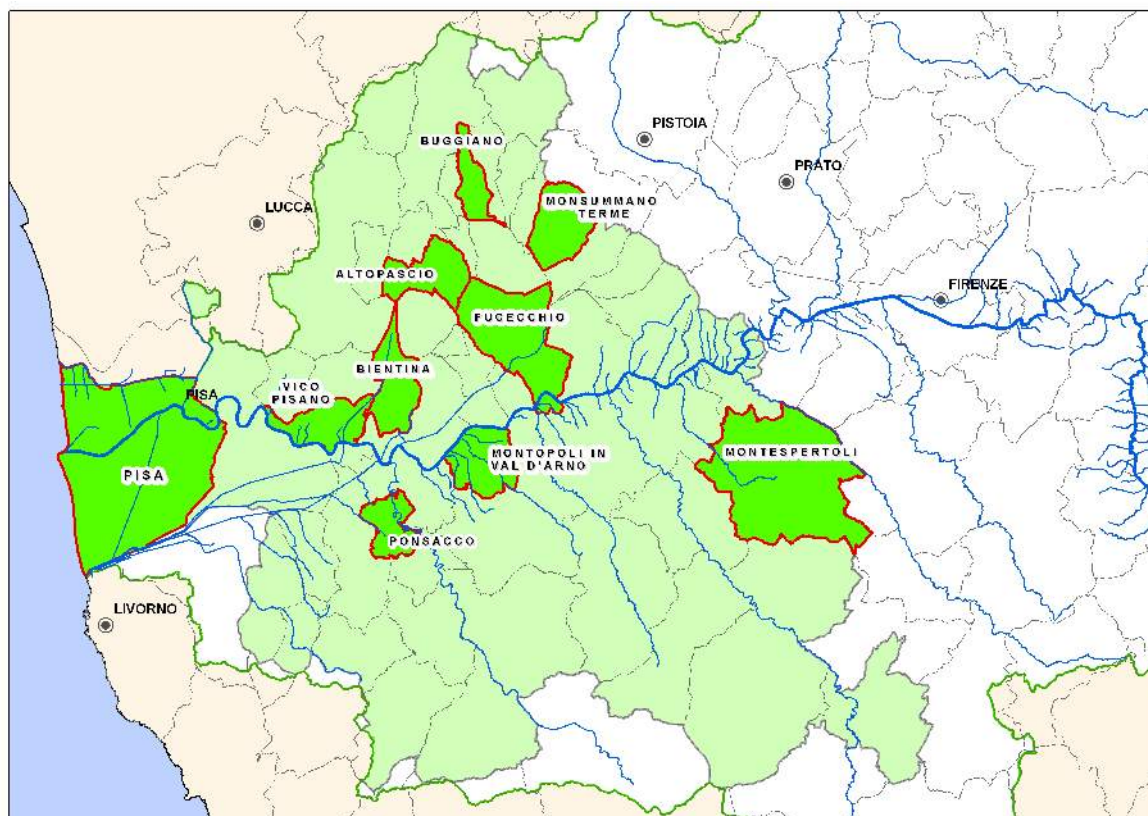 PISTOIA
BUGGIANO
PRATO
MONSUMMANO
TERME
LUCCA
ALTOPASCIO
FIRENZE
FUCECCHIO
BIENTINA
VICO
PISANO
PISA
MONTOPOLI IN
VAL D'ARNO
MONTESPERTOLI
PISA
PONSACCO
LIVORNO